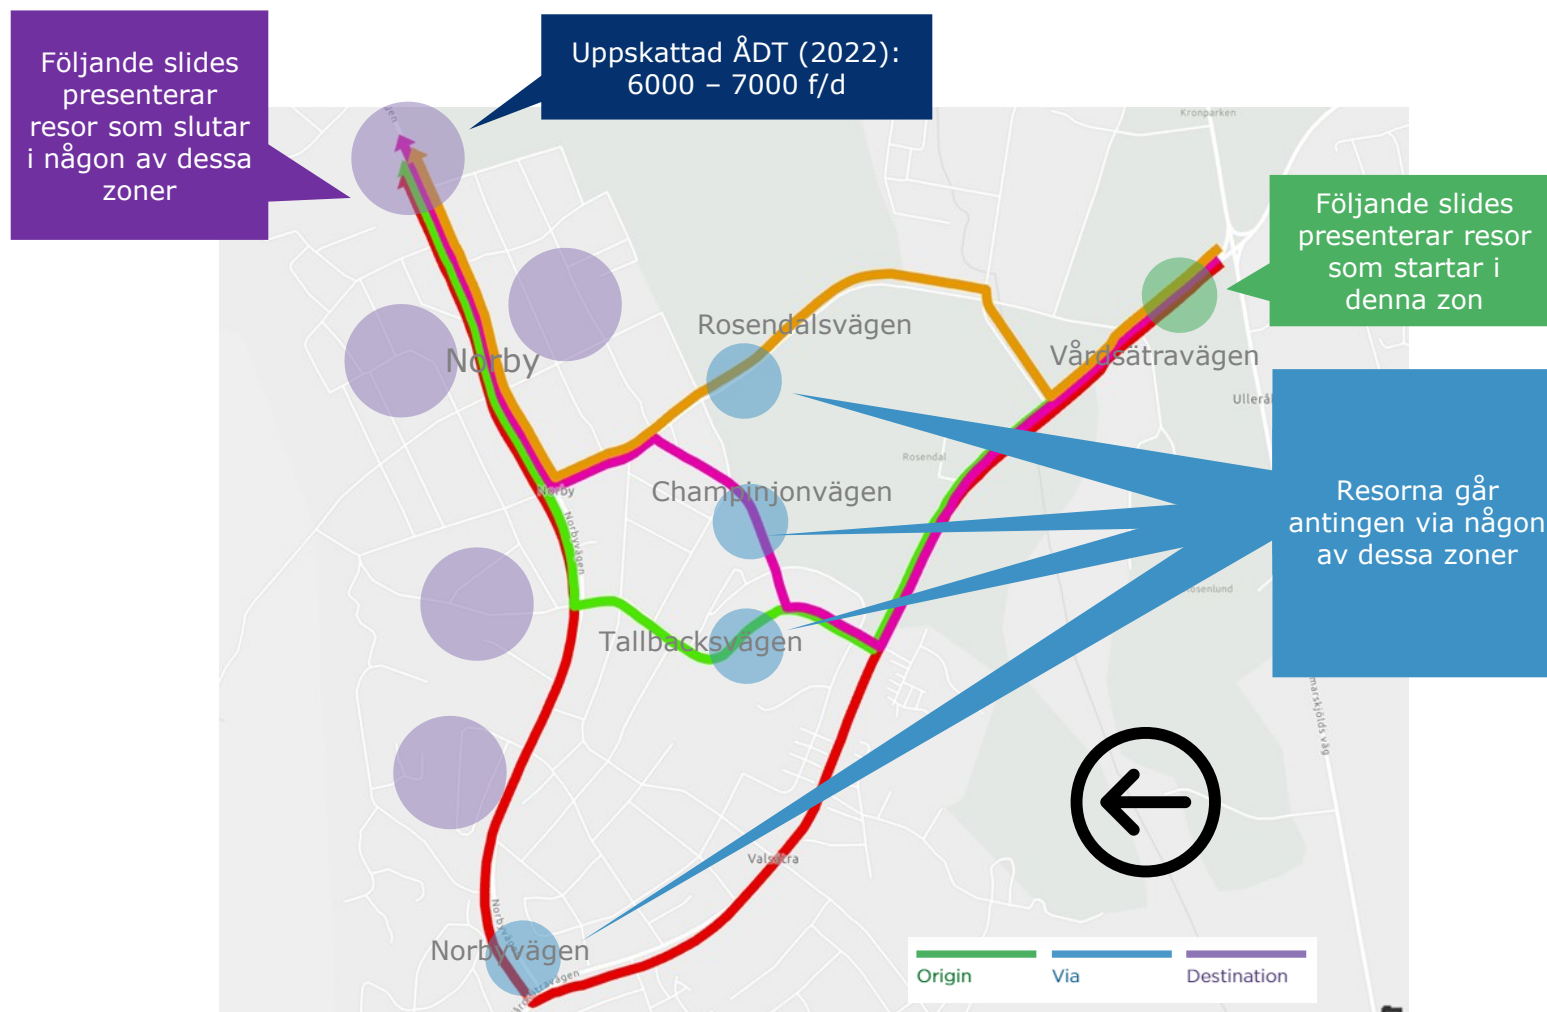 Följande slides
presenterar
resor som slutar
i någon av dessa
zoner
Uppskattad ÅDT (2022):
6000 – 7000 f/d
Kronparken
Följande slides
presenterar resor
som startar i
denna zon
Rosendalsvägen
Vårdsätravägen
Norby
Ulleråk
Rosendal
Champinjonvägen
Norby
Norbyvägen
Resorna går
antingen via någon
av dessa zoner
Tallbacksvägen
Valsätra
Norbyvägen
Origin
Via
Destination